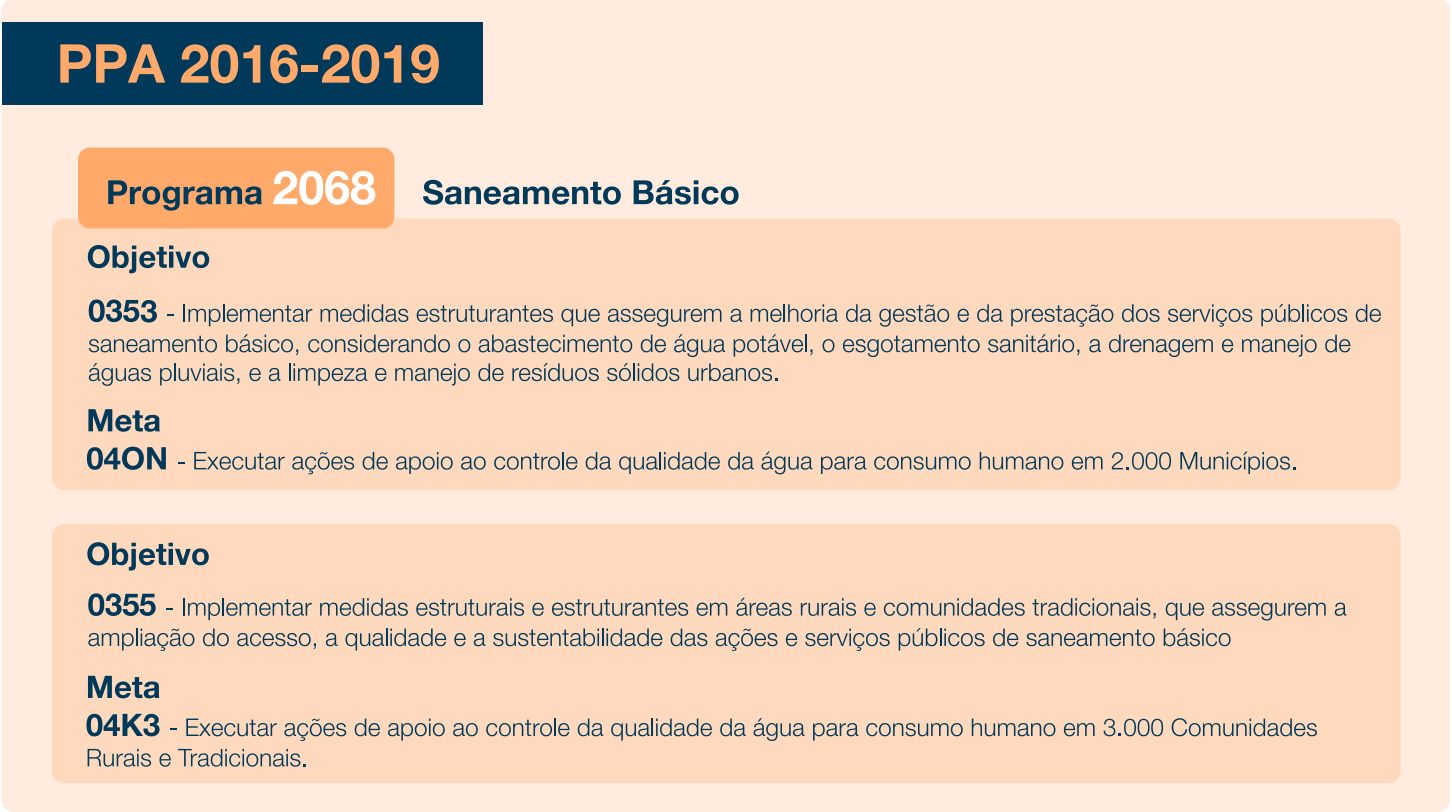 PPA 2016-2019
Programa 2068 Saneamento Básico
Objetivo
0353 - Implementar medidas estruturantes que assegurem a melhoria da gestão e da prestação dos serviços públicos de
saneamento básico, considerando o abastecimento de água potável, o esgotamento sanitário, a drenagem e manejo de
águas pluviais, e a limpeza e manejo de resíduos sólidos urbanos.
Meta
04ON - Executar ações de apoio ao controle da qualidade da água para consumo humano em 2.000 Municípios.
Objetivo
0355 - Implementar medidas estruturais e estruturantes em áreas rurais e comunidades tradicionais, que assegurem a
ampliação do acesso, a qualidade e a sustentabilidade das ações e serviços públicos de saneamento básico
Meta
04K3 - Executar ações de apoio ao controle da qualidade da água para consumo humano em 3.000 Comunidades
Rurais e Tradicionais.